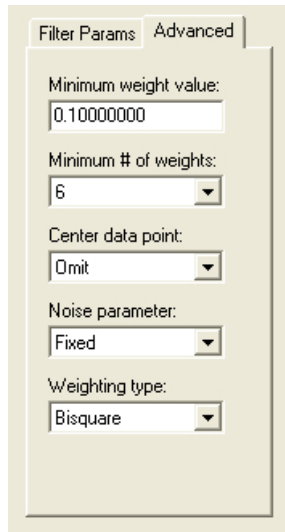 Filter Params Advanced
Minimum weight value:
0.10000000
Minimum # of weights:
6
Center data point:
Omit
Noise parameter:
Fixed
Weighting type:
Bisquare